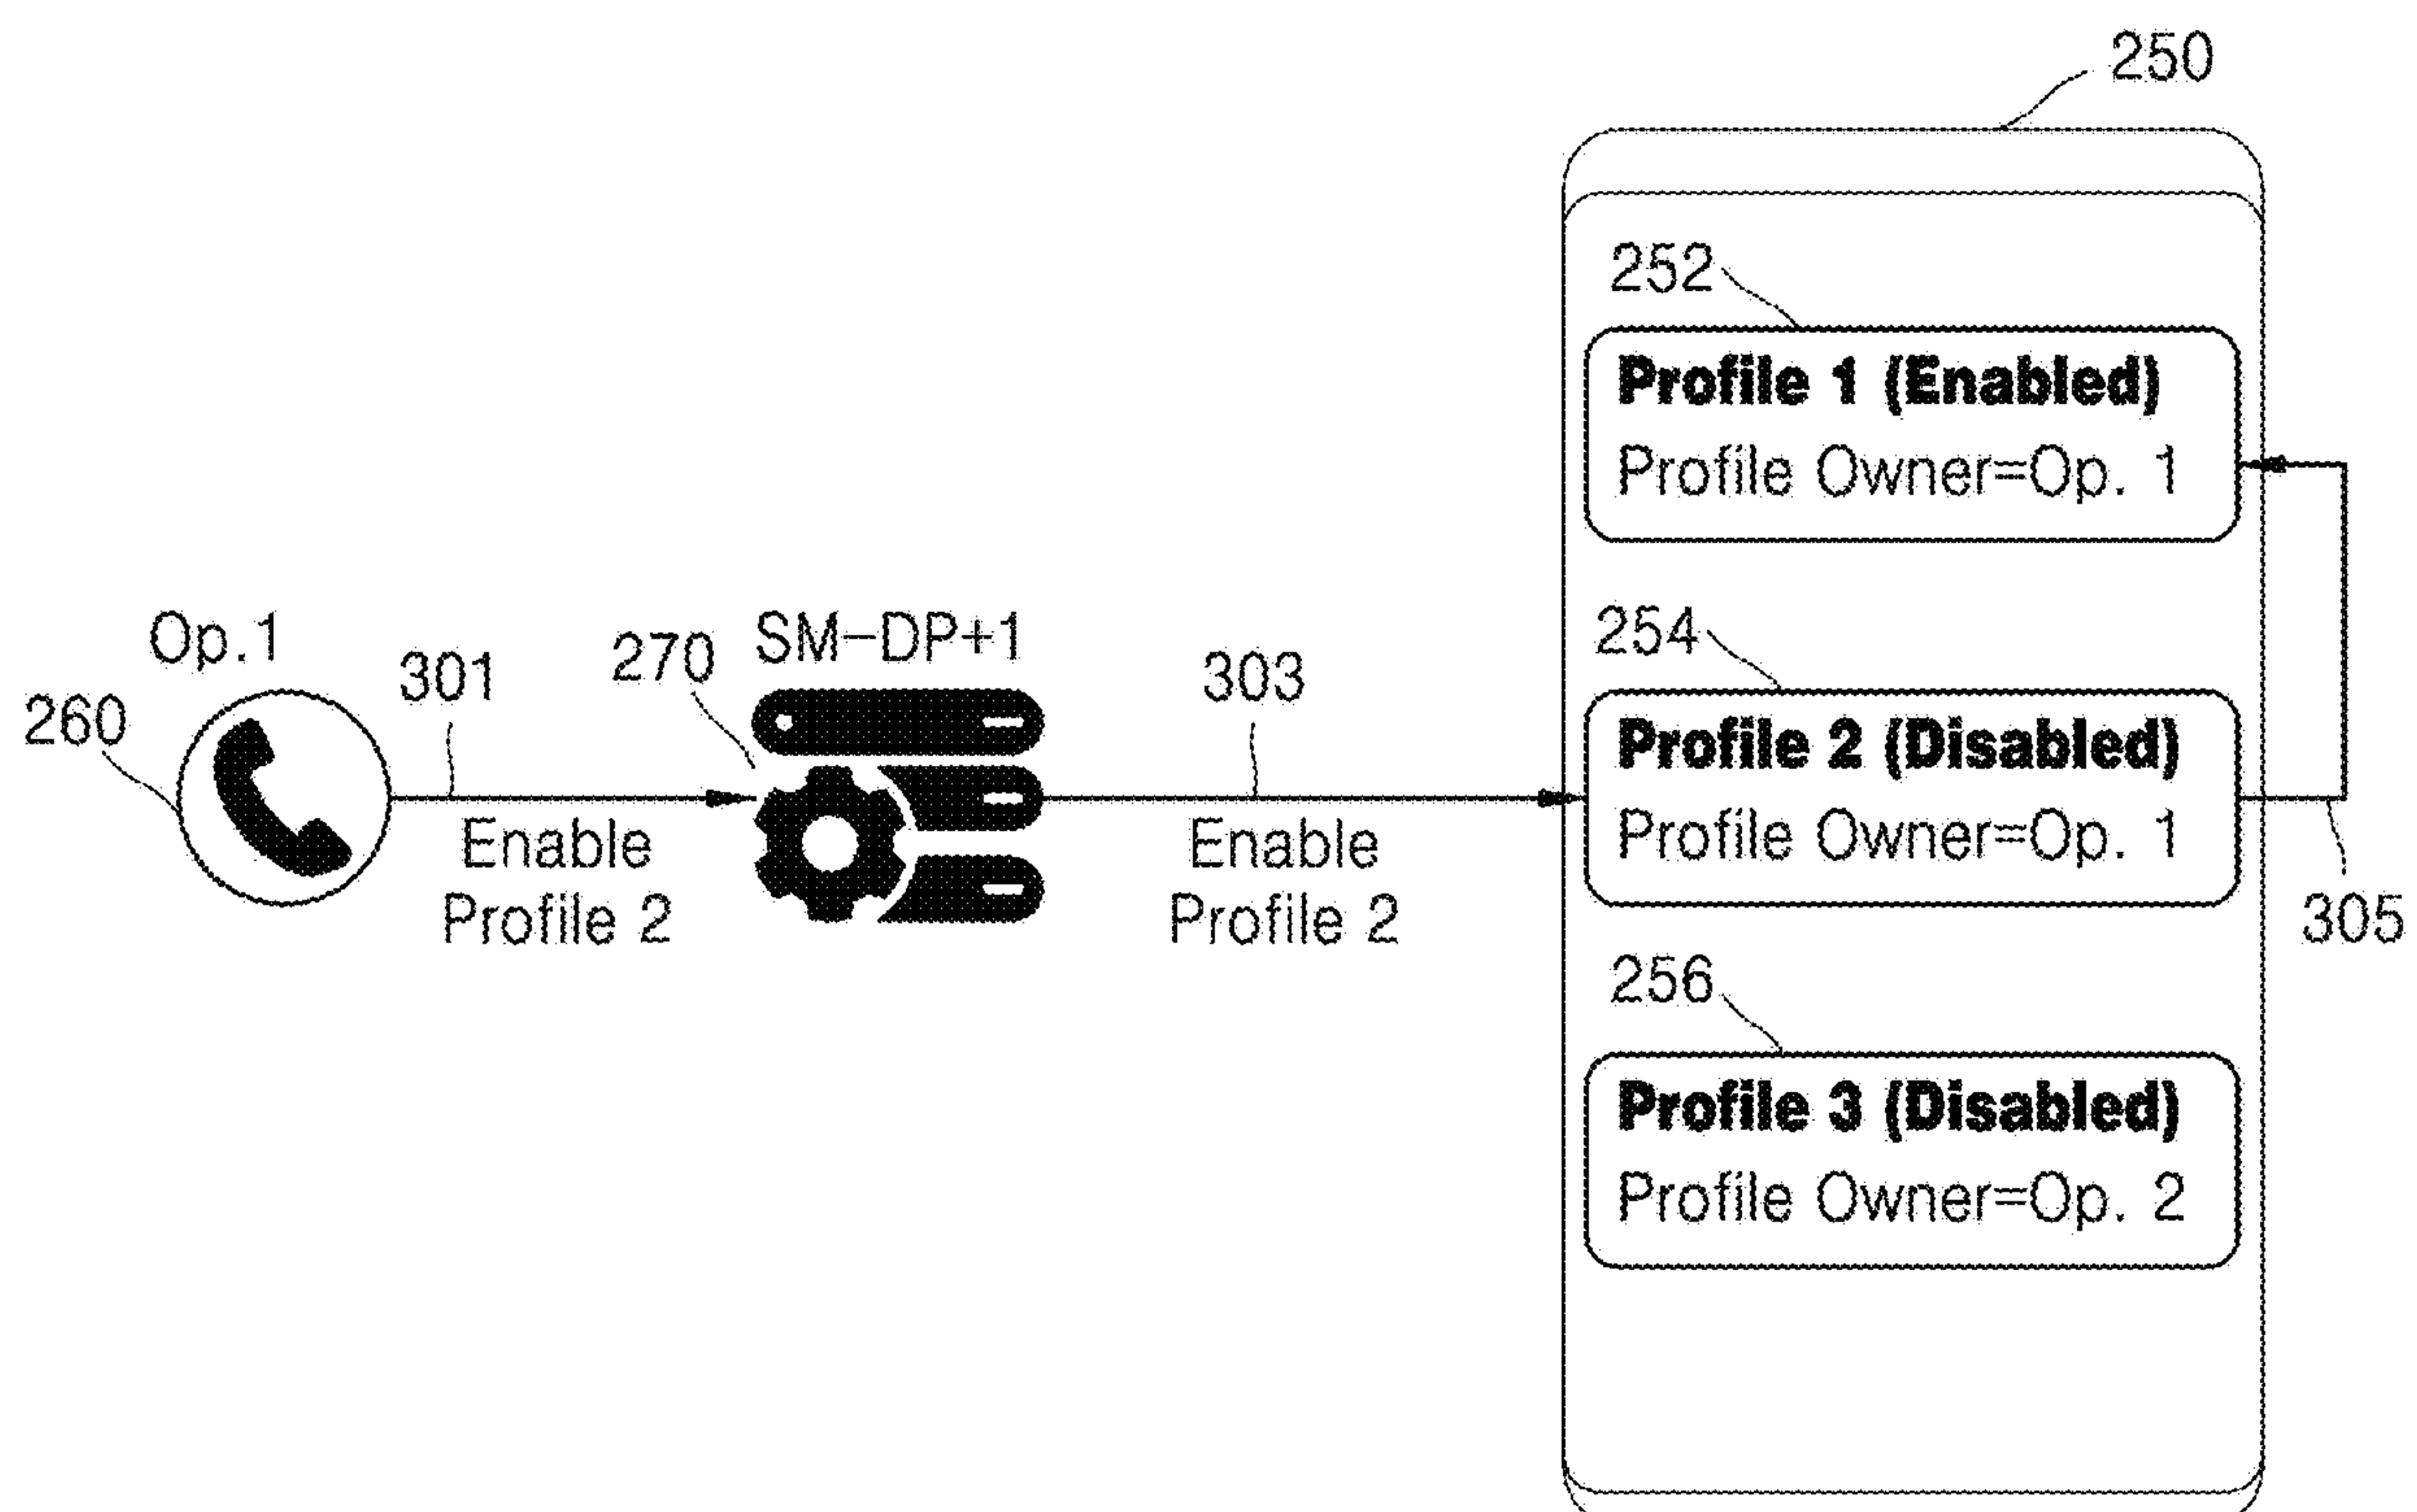 250
252
Profile 1 (Enabled)
Profile Owner=Op. 1
Op.1
301
270
SM-DP+1
303
254
260
Profile 2 (Disabled)
Profile Owner=Op. 1
Enable
Profile 2
Enable
Profile 2
305
256
Profile 3 (Disabled)
Profile Owner=Op. 2